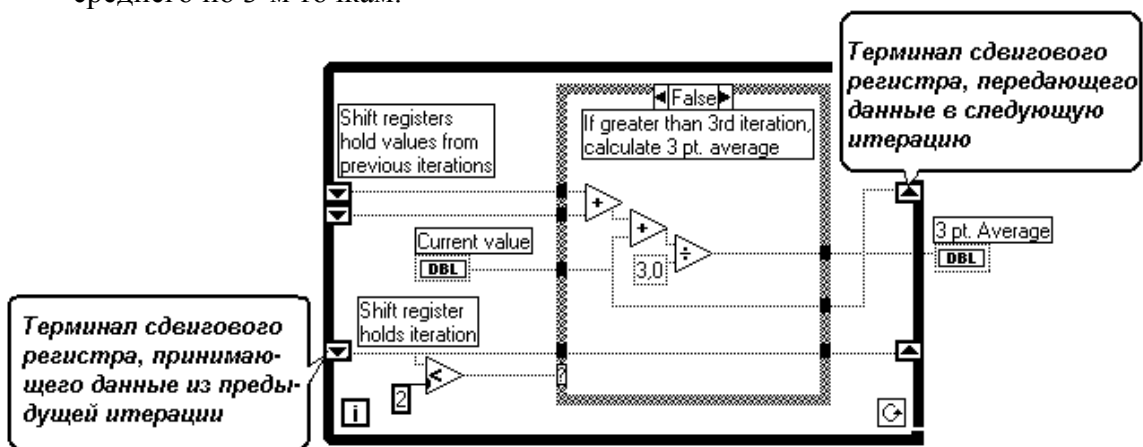 среднего по 3-м точкам.
Терминал сдвигового
регистра, передающего
данные в следующую
итерацию
False
Shift registers
hold values from
previous iterations
If greater than 3rd iteration,
calculate 3 pt. average
+
+
÷
Current value
DBL
3,0
3 pt. Average
DBL
Shift register
holds iteration
Терминал сдвигового
регистра, принимаю-
щего данные из преды-
дущей итерации
<
?
2
i